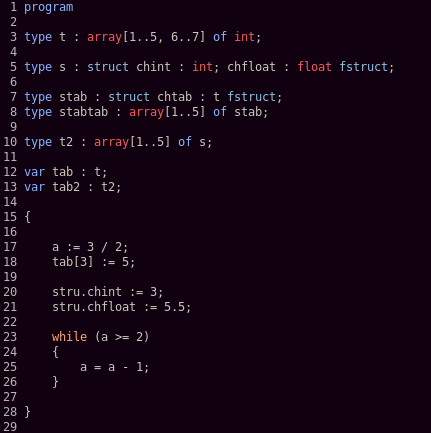 1 program
2
3 type t : array[1..5, 6..7] of int;
4
5 type s : struct chint : int; chfloat : float fstruct;
6
7 type stab : struct chtab : t fstruct;
8 type stabtab : array[1..5] of stab;
9
10 type t2 : array[1..5] of s;
11
12 var tab : t;
13 var tab2 : t2;
14
15 {
16
17     a := 3 / 2;
18     tab[3] := 5;
19
20     stru.chint := 3;
21     stru.chfloat := 5.5;
22
23     while (a >= 2)
24     {
25         a = a - 1;
26     }
27
28 }
29